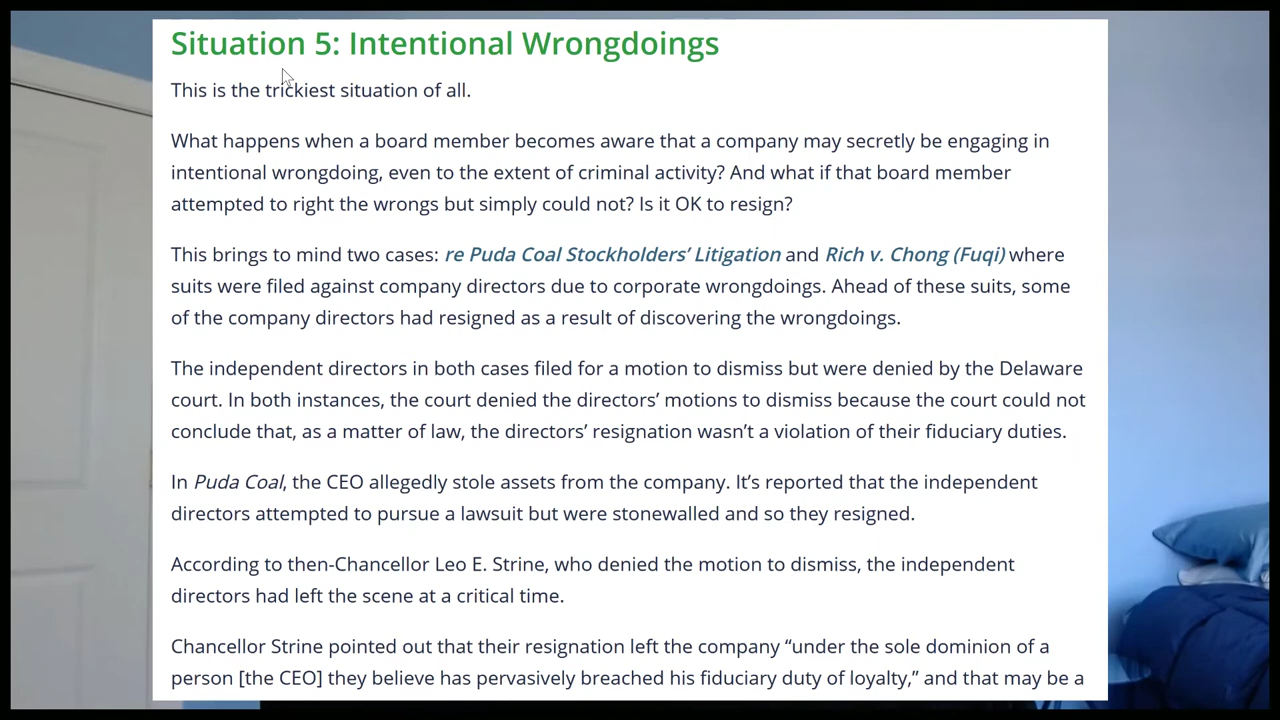 Situation 5: Intentional Wrongdoings
This is the trickiest situation of all.
What happens when a board member becomes aware that a company may secretly be engaging in
intentional wrongdoing, even to the extent of criminal activity? And what if that board member
attempted to right the wrongs but simply could not? Is it OK to resign?
This brings to mind two cases: re Puda Coal Stockholders’ Litigation and Rich v. Chong (Fuqi) where
suits were filed against company directors due to corporate wrongdoings. Ahead of these suits, some
of the company directors had resigned as a result of discovering the wrongdoings.
The independent directors in both cases filed for a motion to dismiss but were denied by the Delaware
court. In both instances, the court denied the directors’ motions to dismiss because the court could not
conclude that, as a matter of law, the directors’ resignation wasn’t a violation of their fiduciary duties.
In Puda Coal, the CEO allegedly stole assets from the company. It’s reported that the independent
directors attempted to pursue a lawsuit but were stonewalled and so they resigned.
According to then-Chancellor Leo E. Strine, who denied the motion to dismiss, the independent
directors had left the scene at a critical time.
Chancellor Strine pointed out that their resignation left the company “under the sole dominion of a
person [the CEO] they believe has pervasively breached his fiduciary duty of loyalty,” and that may be a